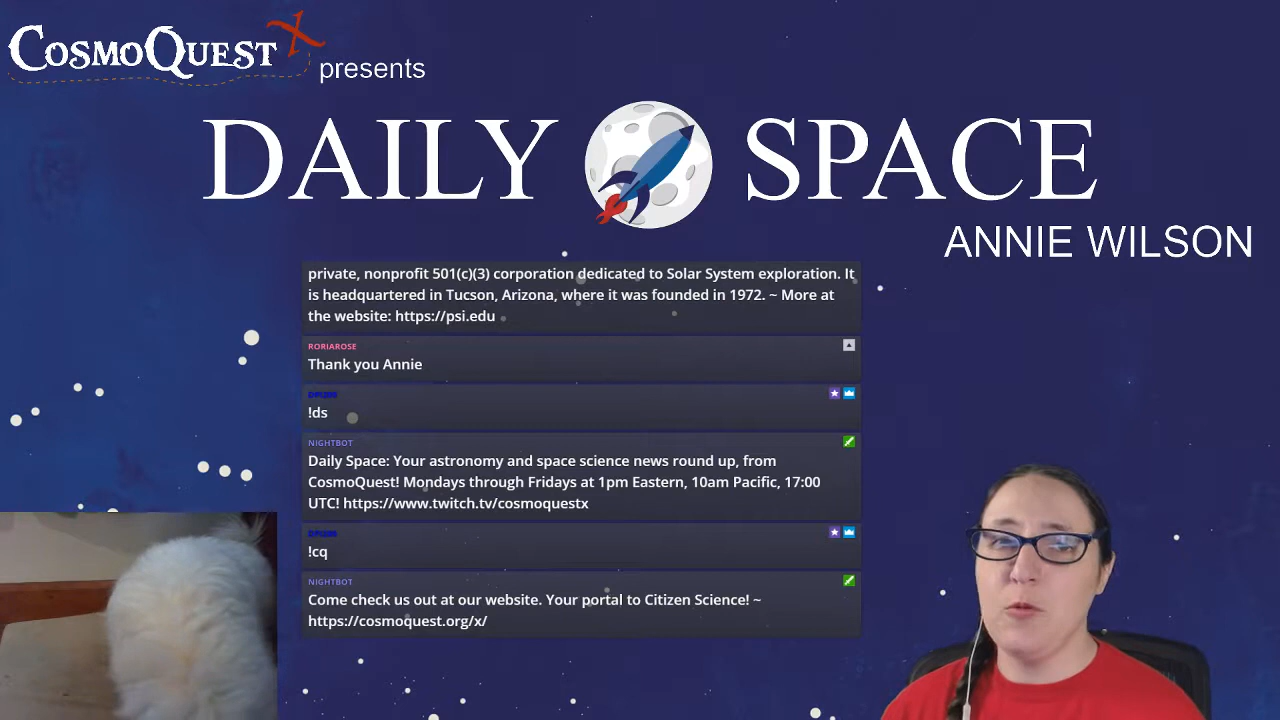 COSMOQUEST X
presents
DAILY SPACE
ANNIE WILSON
private, nonprofit 501(c)(3) corporation dedicated to Solar System exploration. It
is headquartered in Tucson, Arizona, where it was founded in 1972. ~ More at
the website: https://psi.edu
RORIAROSE
Thank you Annie
!ds
NIGHTBOT
Daily Space: Your astronomy and space science news round up, from
CosmoQuest! Mondays through Fridays at 1pm Eastern, 10am Pacific, 17:00
UTC! https://www.twitch.tv/cosmoquestx
!cq
NIGHTBOT
Come check us out at our website. Your portal to Citizen Science! ~
https://cosmoquest.org/x/